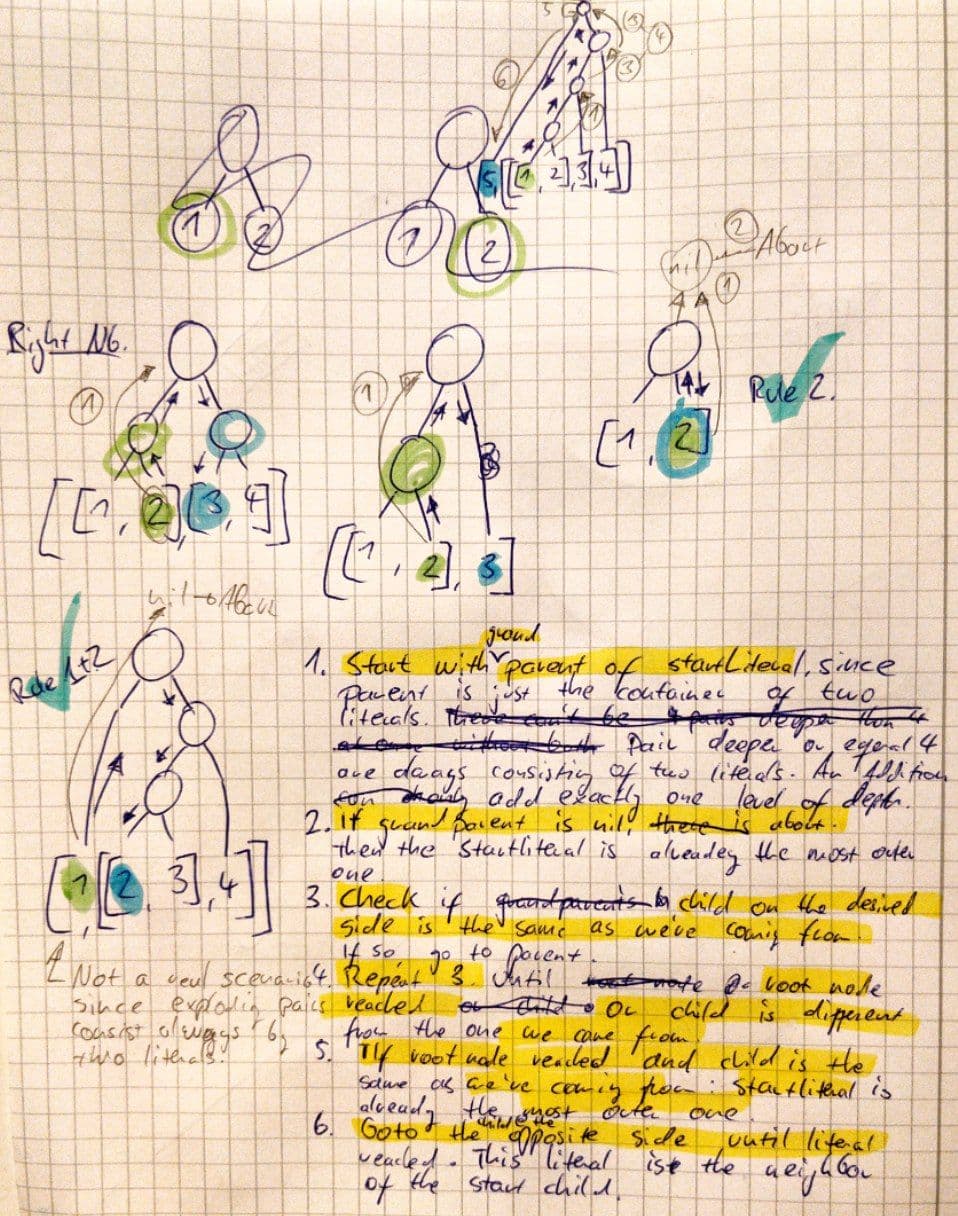 5 6 5 4 3 1
5,[[[1, 2],3],4]]
1 2 1 2
2
nil Abort
1
Right NG.
1 1
Rule 2.
[1, 2]
[[1, 2],[3, 4]]
[[1, 2], 3]
nil → Abort
Rule 1+2
[1,[[2, 3],4]]
Not a real scenario
since exploding pairs
consist always by
two literals.
1. Start with grand parent of startLiteral, since
parent is just the container of two
literals. There can't be pairs deeper than 4
at once without both Pair deeper or equal 4
are always consisting of two literals. An Addition
can only add exactly one level of depth.
2. If grandparent is nil, there is abort.
Then the Startliteral is already the most outer
one.
3. Check if grandparents child on the desired
side is the same as we've coming from.
If so, go to parent.
4. Repeat 3. until root note root node
reached or child Or child is different
from the one we came from.
5. If root node reached and child is the
same as we've coming from: Startliteral is
already the most outer one.
6. Goto the child's the opposite side until literal
reached. This literal is the neighbor
of the start child.